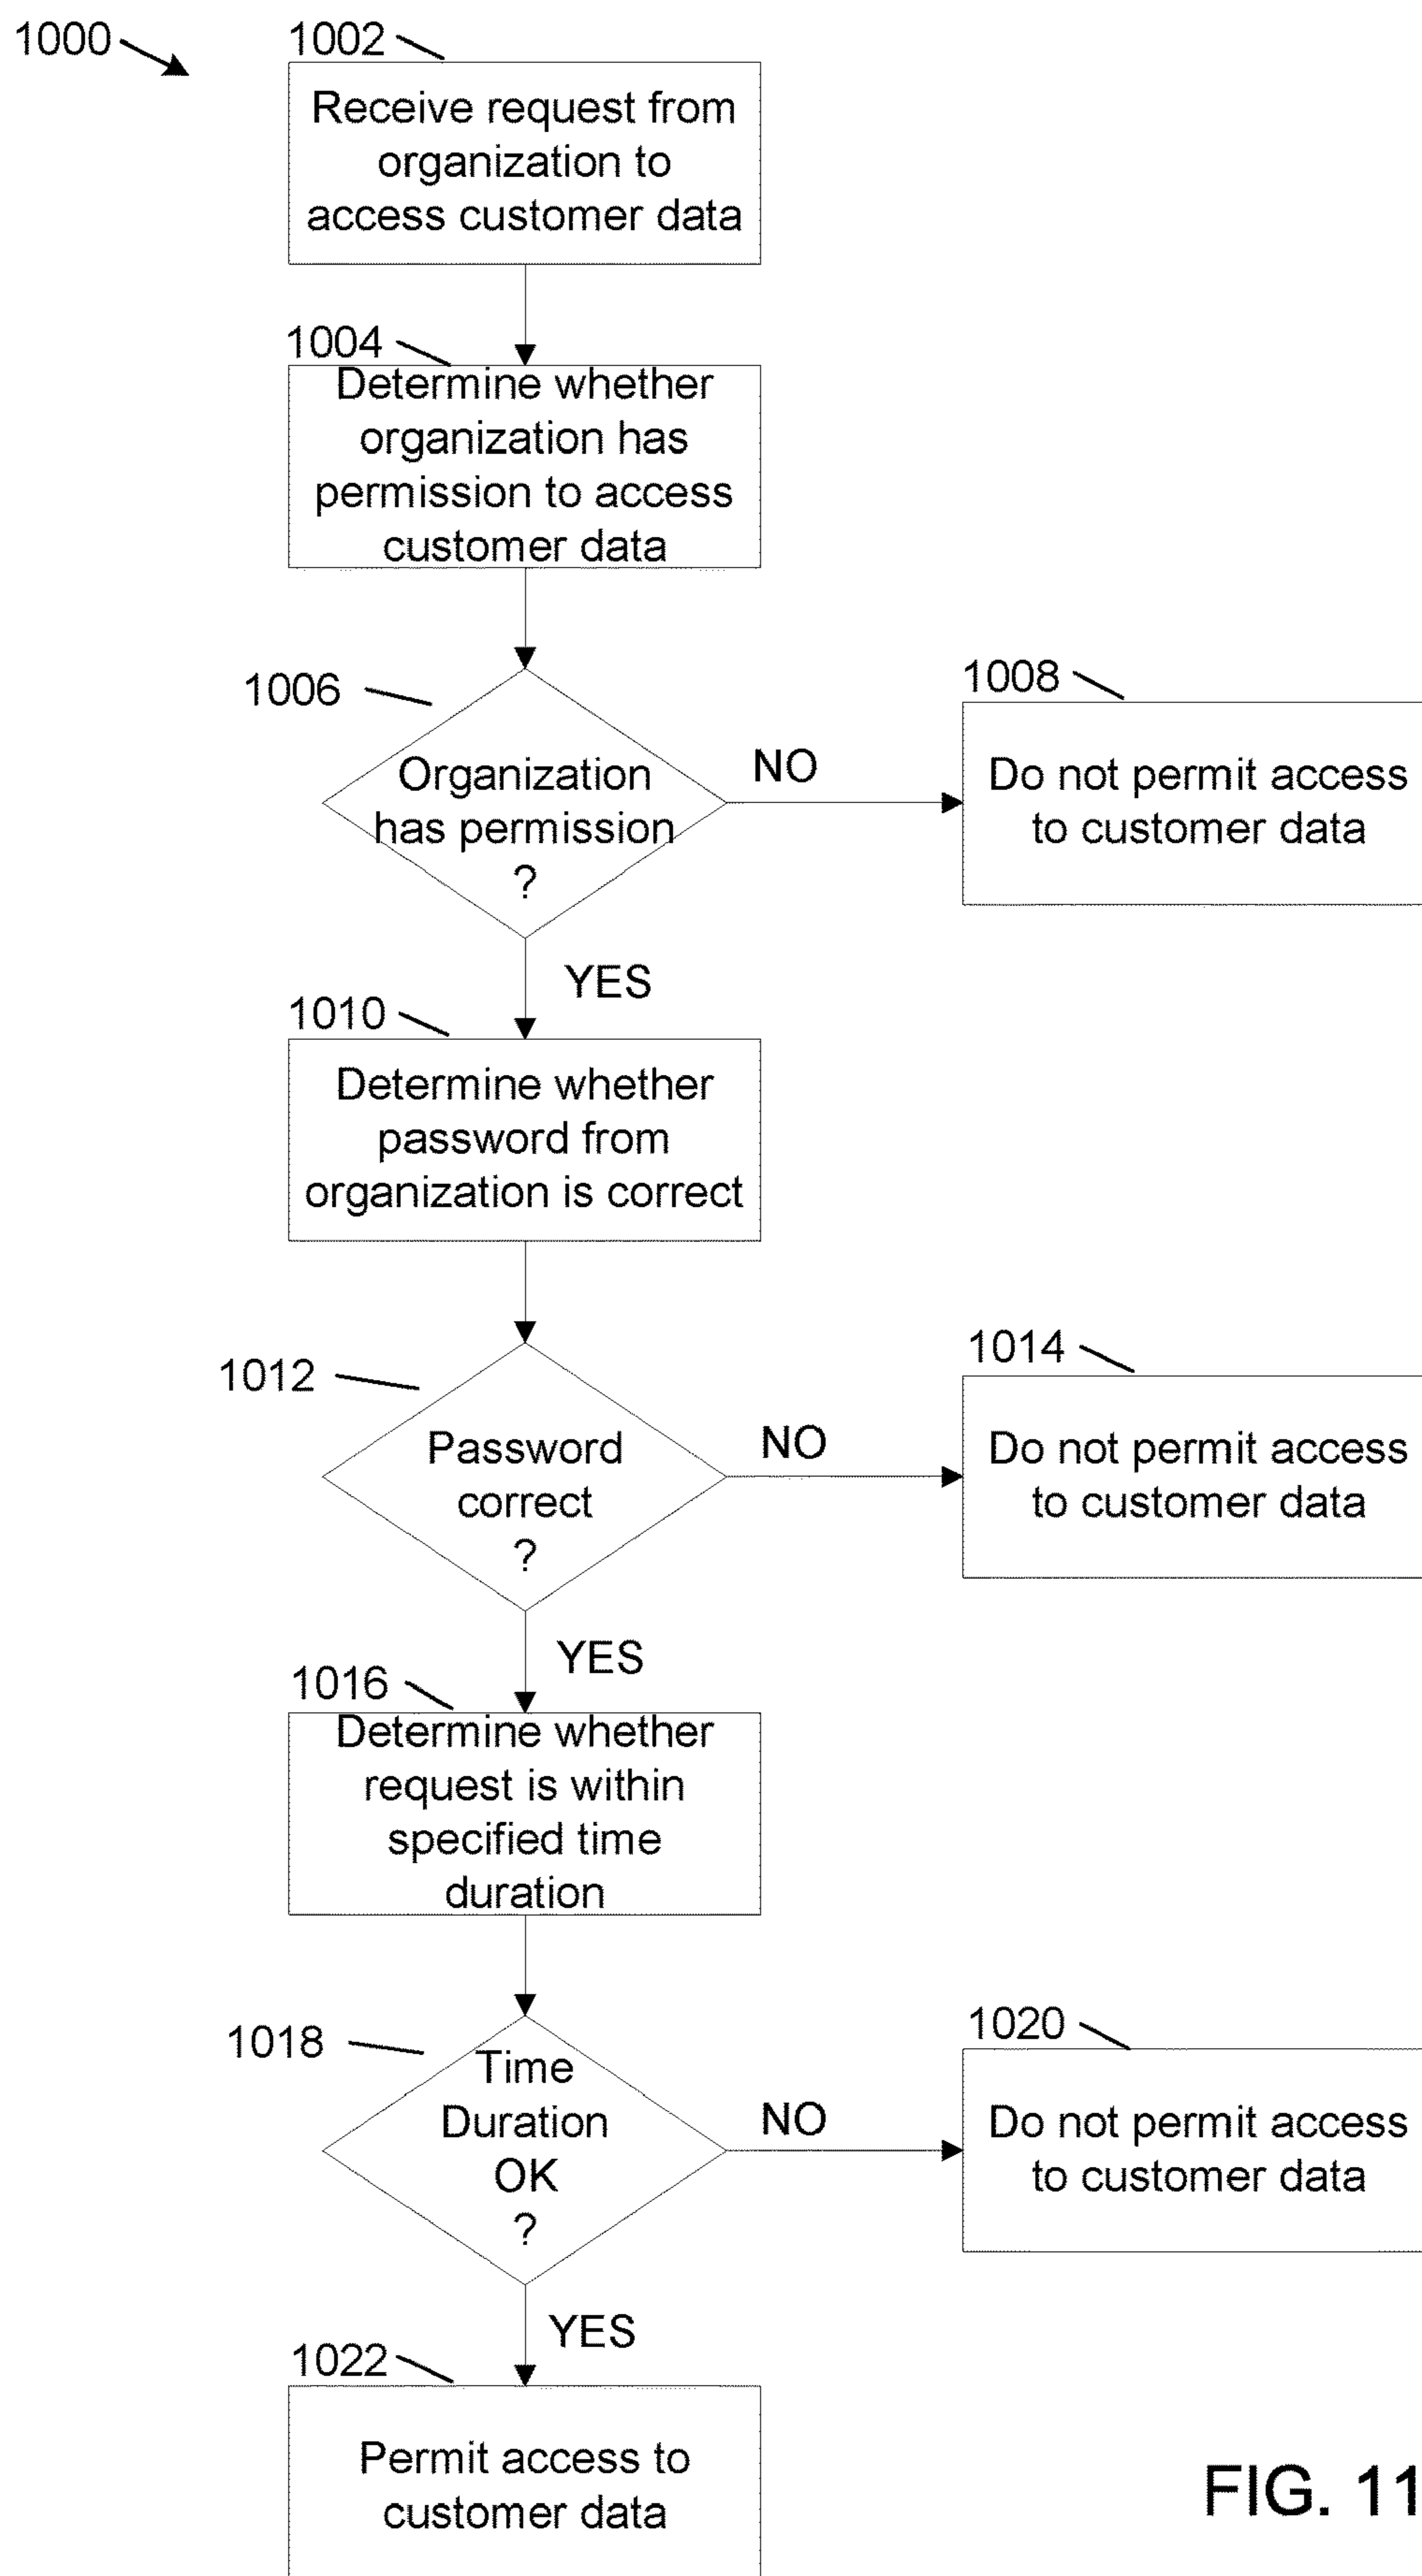 1000
1002
Receive request from
organization to
access customer data
1004
Determine whether
organization has
permission to access
customer data
1006
Organization
has permission
?
NO
1008
Do not permit access
to customer data
YES
1010
Determine whether
password from
organization is correct
1012
Password
correct
?
NO
1014
Do not permit access
to customer data
YES
1016
Determine whether
request is within
specified time
duration
1018
Time
Duration
OK
?
NO
1020
Do not permit access
to customer data
YES
1022
Permit access to
customer data
FIG. 11